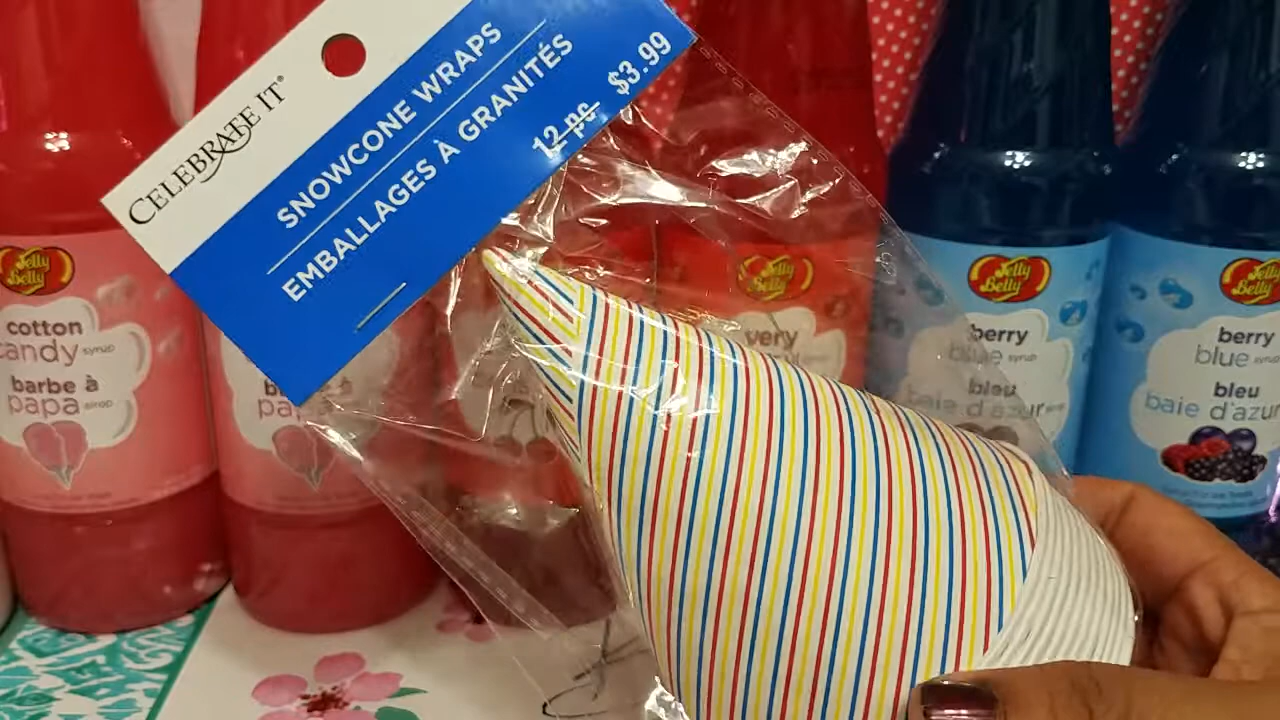 CELEBRATE IT
SNOWCONE WRAPS
EMBALLAGES À GRANITÉS
12 pc $3.99
Jelly
Belly
cotton
candy syrup
barbe à
papa sirop
Jelly
Belly
very
Jelly
Belly
berry
blue syrup
bleu
baie d'azur
Jelly
Belly
berry
blue syrup
bleu
baie d'azur